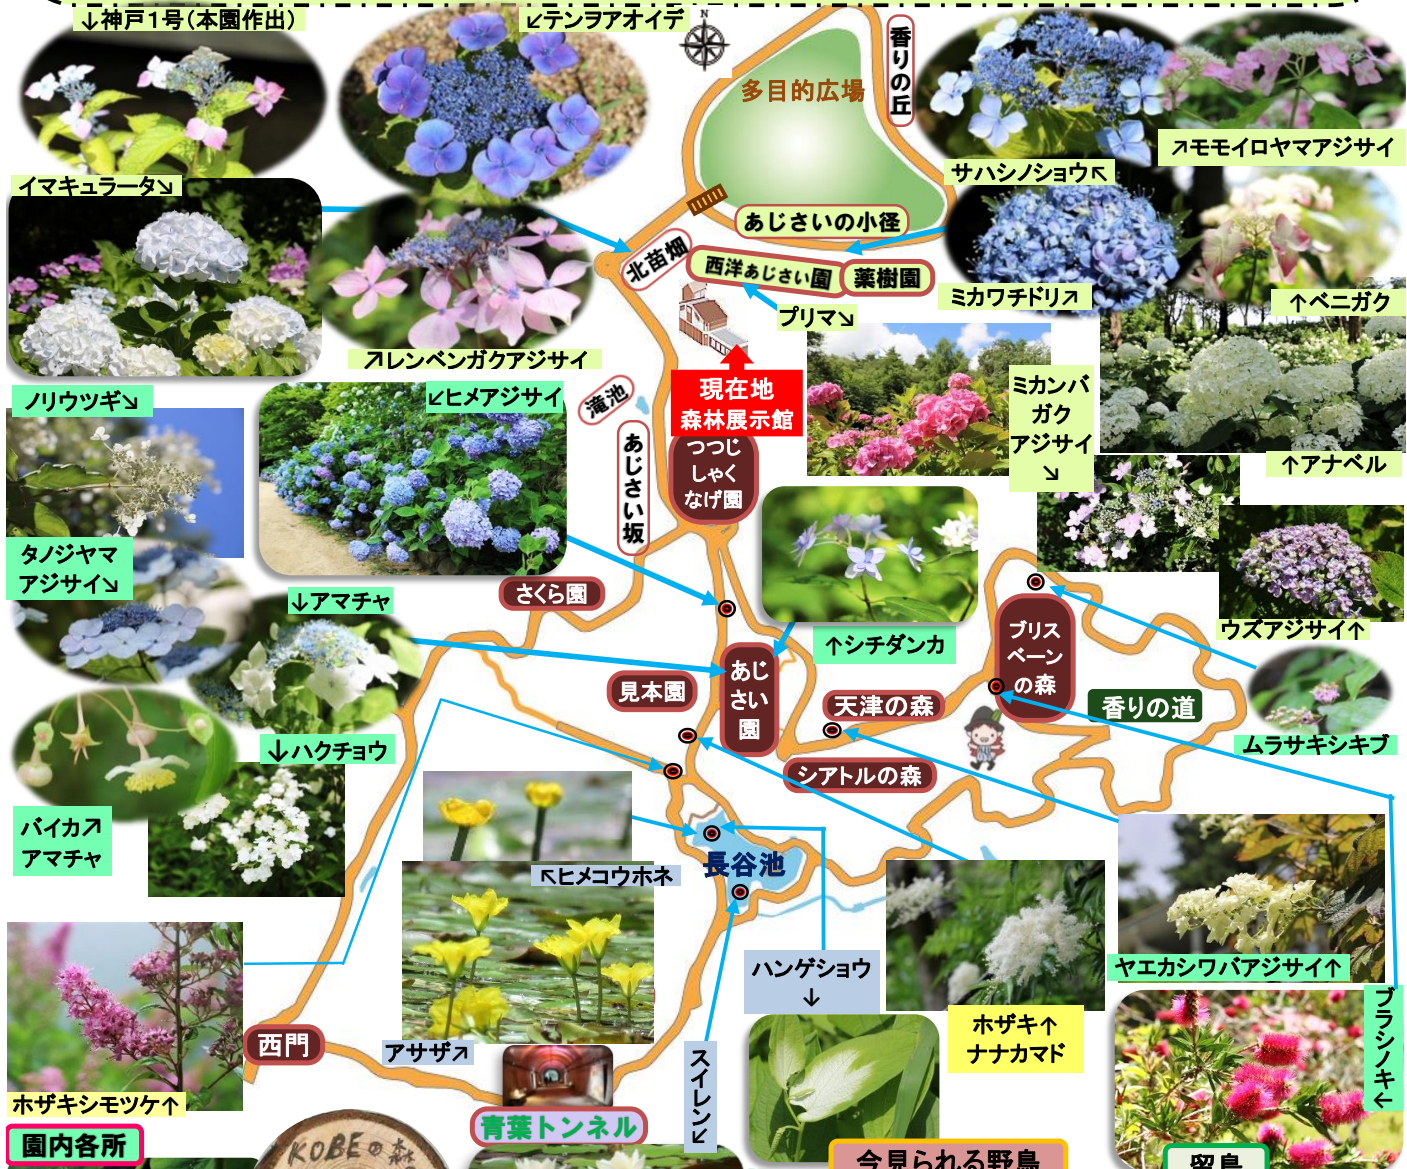 ↓神戸１号（本園作出）
↙テンヲアオイデ
N
香りの丘
多目的広場
↗モモイロヤマアジサイ
サハシノショウ↖
イマキュラータ↘
あじさいの小径
北苗畑
西洋あじさい園
薬樹園
ミカワチドリ↗
↑ベニガク
プリマ↘
↗レンベンガクアジサイ
現在地
森林展示館
ミカンバ
ガク
アジサイ
↘
ノリウツギ↘
↙ヒメアジサイ
滝池
あじさい坂
つつじ
しゃく
なげ園
↑アナベル
タノジヤマ
アジサイ↘
さくら園
↓アマチャ
ウズアジサイ↑
↑シチダンカ
ブリス
ベーン
の森
あじ
さい
園
見本園
天津の森
香りの道
↓ハクチョウ
ムラサキシキブ
シアトルの森
バイカ↗
アマチャ
長谷池
↖ヒメコウホネ
ハンゲショウ
↓
ヤエカシワバアジサイ↑
ブラシノキ←
ホザキ↑
ナナカマド
西門
アサザ↗
スイレン↙
ホザキシモツケ↑
青葉トンネル
園内各所
KOBEの森
今見られる野鳥
留鳥